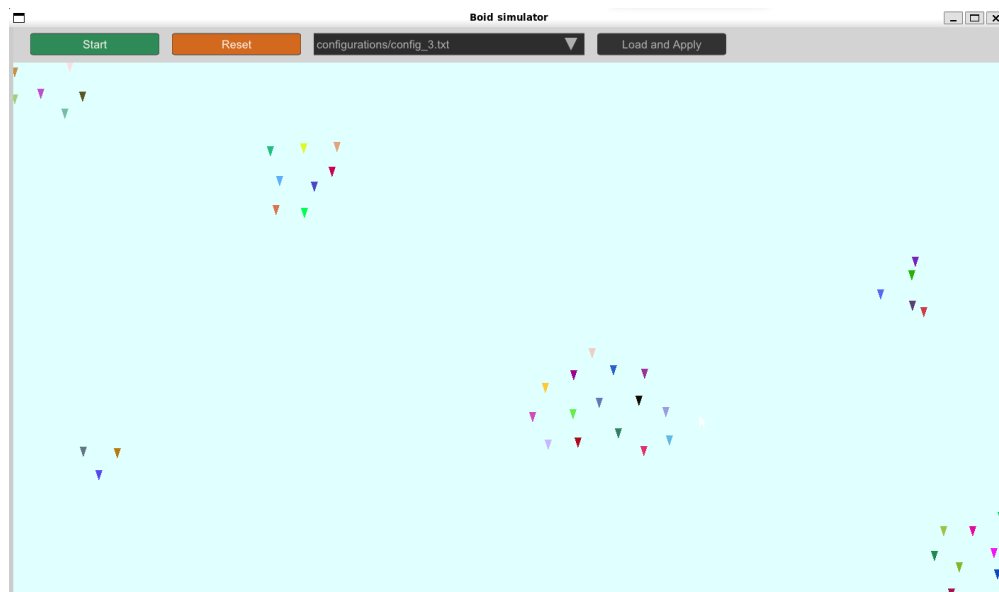 Boid simulator
Start Reset configurations/config_3.txt Load and Apply